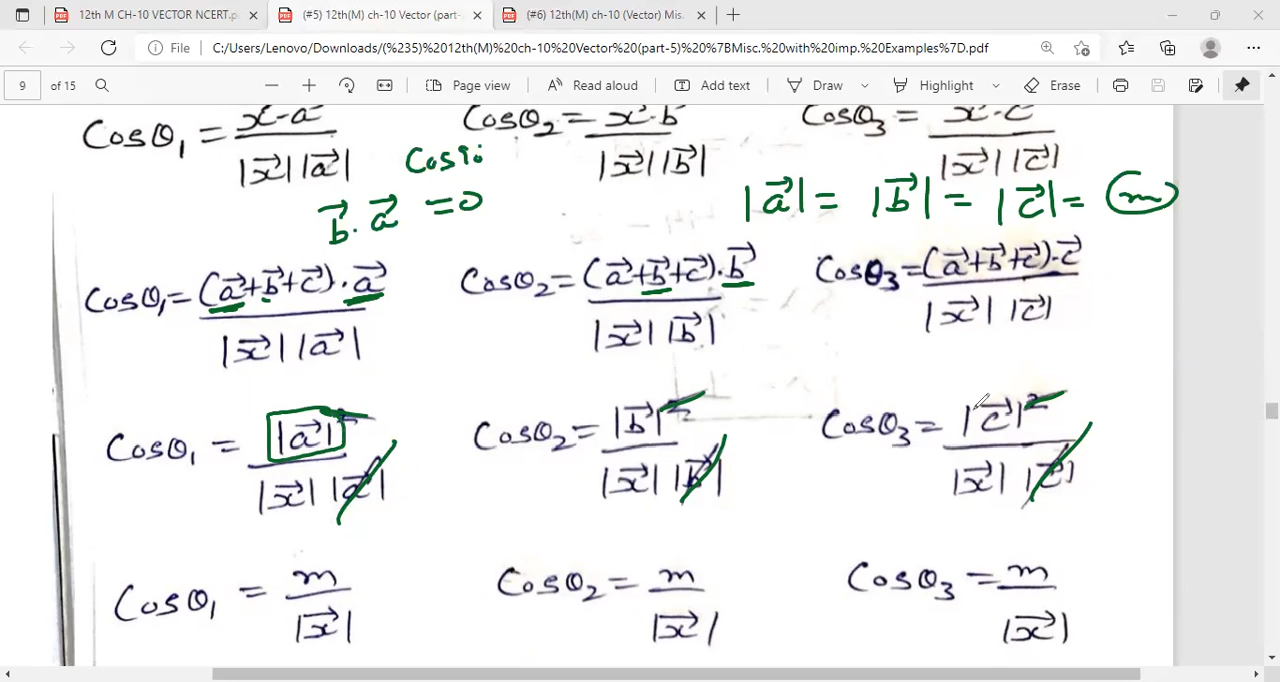 12th M CH-10 VECTOR NCERT.p
(#5) 12th(M) ch-10 Vector (part-
(#6) 12th(M) ch-10 (Vector) Mis.
File C:/Users/Lenovo/Downloads/(%235)%2012th(M)%20ch-10%20Vector%20(part-5)%20%7BMisc.%20with%20imp.%20Examples%7D.pdf
9 of 15 Page view Read aloud Add text Draw Highlight Erase
Cosθ₁ = x⃗·a⃗ / |x⃗||a⃗| Cosθ₂ = x⃗·b⃗ / |x⃗||b⃗| Cosθ₃ = x⃗·c⃗ / |x⃗||c⃗|
Cos90
b⃗·a⃗ = 0 |a⃗| = |b⃗| = |c⃗| = m
Cosθ₁ = (a⃗+b⃗+c⃗)·a⃗ / |x⃗||a⃗| Cosθ₂ = (a⃗+b⃗+c⃗)·b⃗ / |x⃗||b⃗| Cosθ₃ = (a⃗+b⃗+c⃗)·c⃗ / |x⃗||c⃗|
Cosθ₁ = |a⃗|² / |x⃗||a⃗| Cosθ₂ = |b⃗|² / |x⃗||b⃗| Cosθ₃ = |c⃗|² / |x⃗||c⃗|
Cosθ₁ = m / |x⃗| Cosθ₂ = m / |x⃗| Cosθ₃ = m / |x⃗|